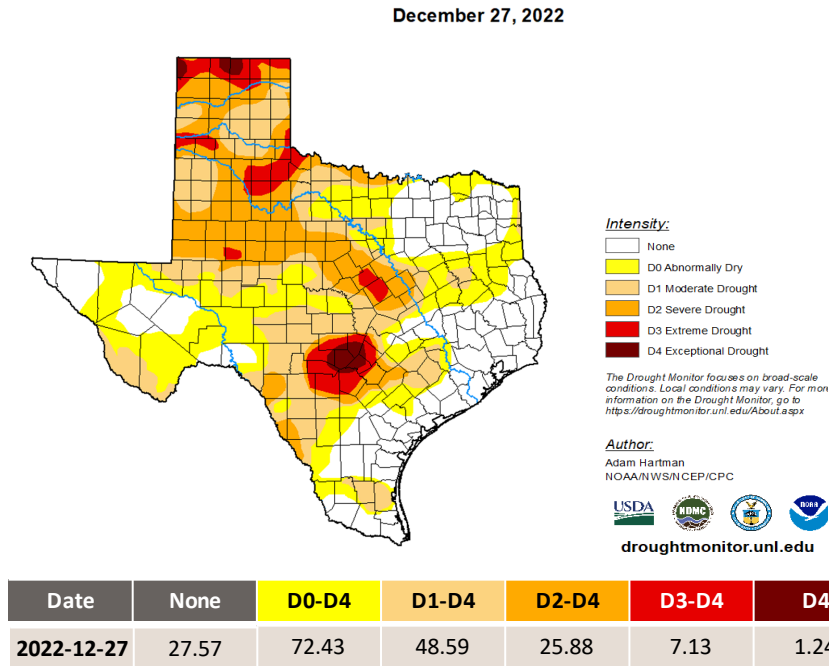 December 27, 2022
Intensity:
None
D0 Abnormally Dry
D1 Moderate Drought
D2 Severe Drought
D3 Extreme Drought
D4 Exceptional Drought
The Drought Monitor focuses on broad-scale
conditions. Local conditions may vary. For more
information on the Drought Monitor, go to
https://droughtmonitor.unl.edu/About.aspx
Author:
Adam Hartman
NOAA/NWS/NCEP/CPC
USDA NDMC NOAA
droughtmonitor.unl.edu
Date None D0-D4 D1-D4 D2-D4 D3-D4 D4
2022-12-27 27.57 72.43 48.59 25.88 7.13 1.24